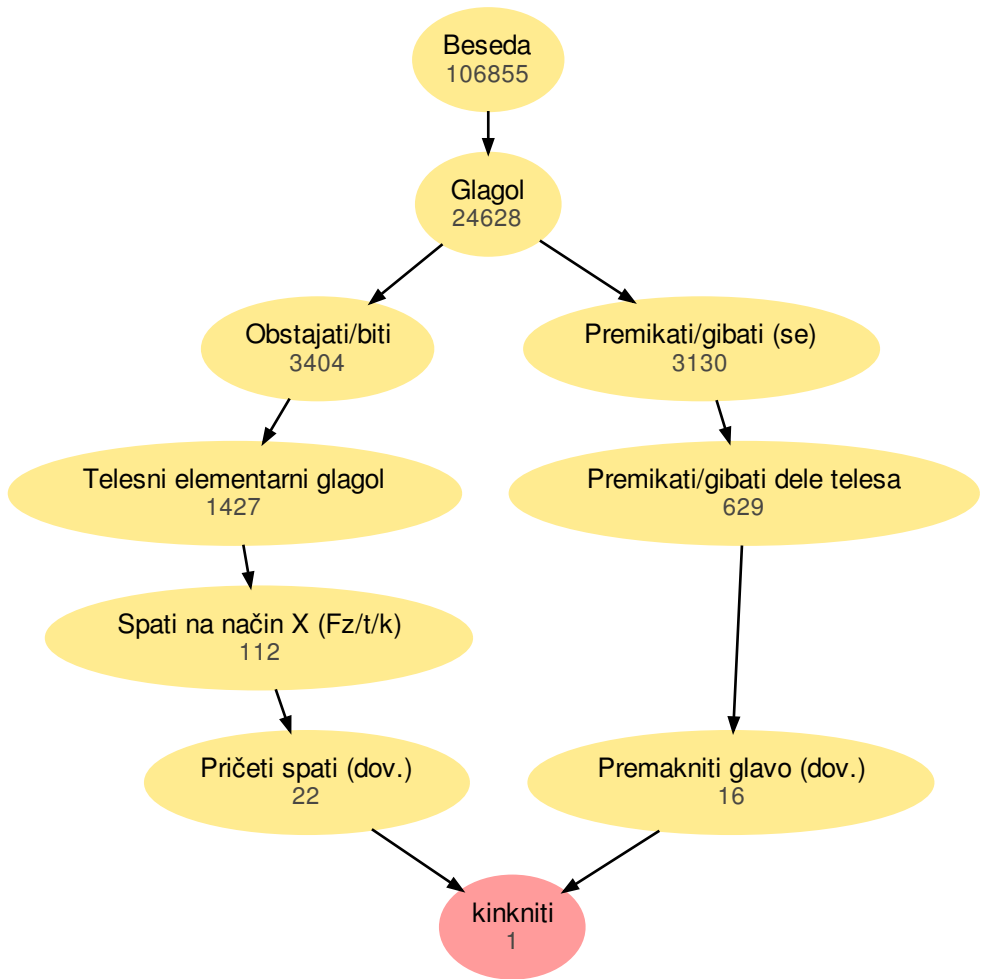 Beseda
106855
Glagol
24628
Obstajati/biti
3404
Premikati/gibati (se)
3130
Telesni elementarni glagol
1427
Premikati/gibati dele telesa
629
Spati na način X (Fz/t/k)
112
Pričeti spati (dov.)
22
Premakniti glavo (dov.)
16
kinkniti
1